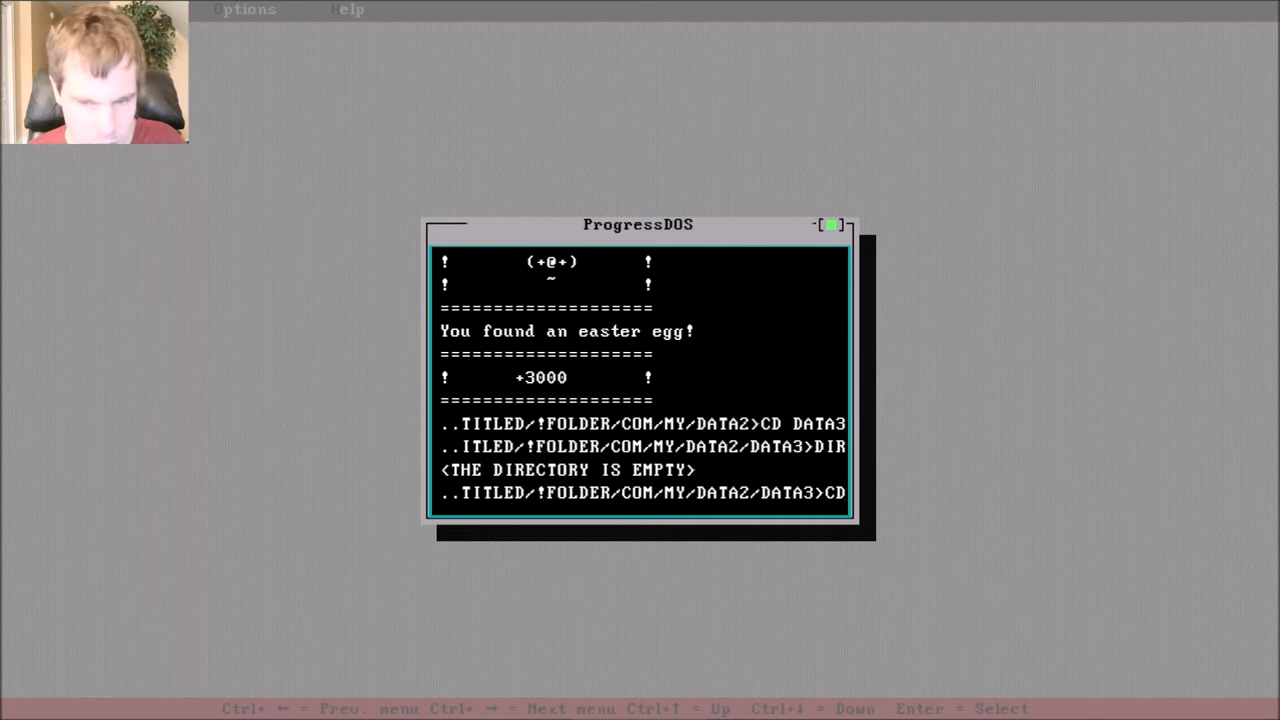 Options Help
ProgressDOS
-[■]
! (+@+) !
! ~ !
====================
You found an easter egg!
====================
! +3000 !
====================
..TITLED/!FOLDER/COM/MY/DATA2>CD DATA3
..ITLED/!FOLDER/COM/MY/DATA2/DATA3>DIR
<THE DIRECTORY IS EMPTY>
..TITLED/!FOLDER/COM/MY/DATA2/DATA3>CD
Ctrl+ ← = Prev. menu Ctrl+ → = Next menu Ctrl+↑ = Up Ctrl+↓ = Down Enter = Select